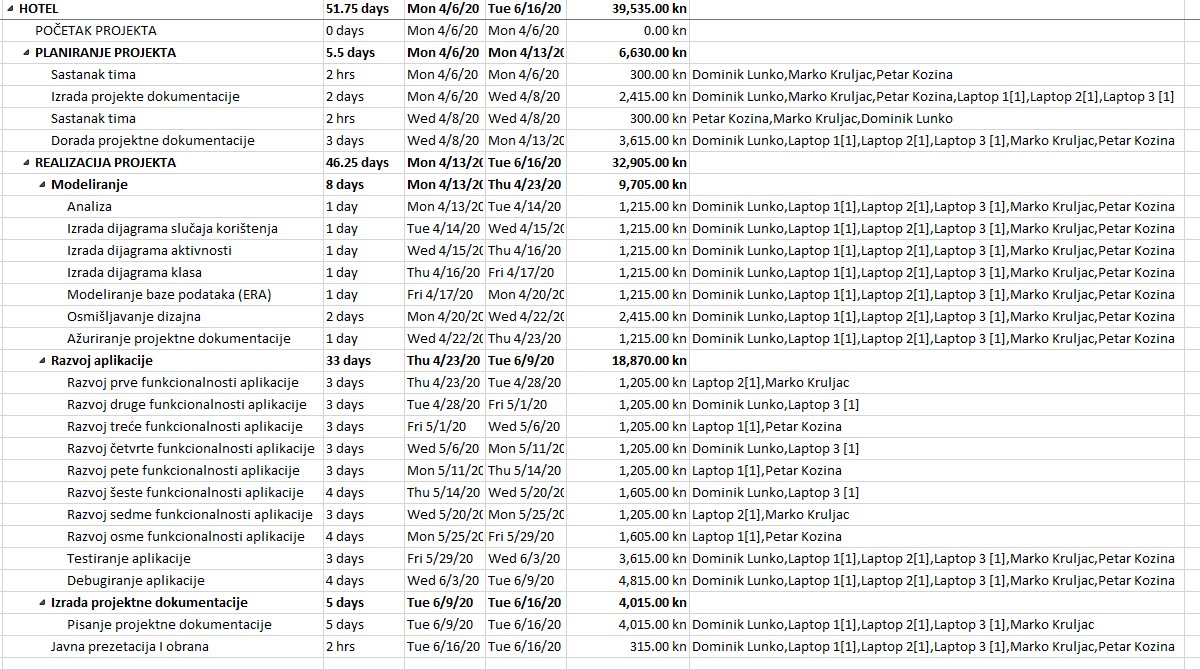 HOTEL 51.75 days Mon 4/6/20 Tue 6/16/20 39,535.00 kn
POČETAK PROJEKTA 0 days Mon 4/6/20 Mon 4/6/20 0.00 kn
PLANIRANJE PROJEKTA 5.5 days Mon 4/6/20 Mon 4/13/20 6,630.00 kn
Sastanak tima 2 hrs Mon 4/6/20 Mon 4/6/20 300.00 kn Dominik Lunko,Marko Kruljac,Petar Kozina
Izrada projekte dokumentacije 2 days Mon 4/6/20 Wed 4/8/20 2,415.00 kn Dominik Lunko,Marko Kruljac,Petar Kozina,Laptop 1[1],Laptop 2[1],Laptop 3 [1]
Sastanak tima 2 hrs Wed 4/8/20 Wed 4/8/20 300.00 kn Petar Kozina,Marko Kruljac,Dominik Lunko
Dorada projektne dokumentacije 3 days Wed 4/8/20 Mon 4/13/20 3,615.00 kn Dominik Lunko,Laptop 1[1],Laptop 2[1],Laptop 3 [1],Marko Kruljac,Petar Kozina
REALIZACIJA PROJEKTA 46.25 days Mon 4/13/20 Tue 6/16/20 32,905.00 kn
Modeliranje 8 days Mon 4/13/20 Thu 4/23/20 9,705.00 kn
Analiza 1 day Mon 4/13/20 Tue 4/14/20 1,215.00 kn Dominik Lunko,Laptop 1[1],Laptop 2[1],Laptop 3 [1],Marko Kruljac,Petar Kozina
Izrada dijagrama slučaja korištenja 1 day Tue 4/14/20 Wed 4/15/20 1,215.00 kn Dominik Lunko,Laptop 1[1],Laptop 2[1],Laptop 3 [1],Marko Kruljac,Petar Kozina
Izrada dijagrama aktivnosti 1 day Wed 4/15/20 Thu 4/16/20 1,215.00 kn Dominik Lunko,Laptop 1[1],Laptop 2[1],Laptop 3 [1],Marko Kruljac,Petar Kozina
Izrada dijagrama klasa 1 day Thu 4/16/20 Fri 4/17/20 1,215.00 kn Dominik Lunko,Laptop 1[1],Laptop 2[1],Laptop 3 [1],Marko Kruljac,Petar Kozina
Modeliranje baze podataka (ERA) 1 day Fri 4/17/20 Mon 4/20/20 1,215.00 kn Dominik Lunko,Laptop 1[1],Laptop 2[1],Laptop 3 [1],Marko Kruljac,Petar Kozina
Osmišljavanje dizajna 2 days Mon 4/20/20 Wed 4/22/20 2,415.00 kn Dominik Lunko,Laptop 1[1],Laptop 2[1],Laptop 3 [1],Marko Kruljac,Petar Kozina
Ažuriranje projektne dokumentacije 1 day Wed 4/22/20 Thu 4/23/20 1,215.00 kn Dominik Lunko,Laptop 1[1],Laptop 2[1],Laptop 3 [1],Marko Kruljac,Petar Kozina
Razvoj aplikacije 33 days Thu 4/23/20 Tue 6/9/20 18,870.00 kn
Razvoj prve funkcionalnosti aplikacije 3 days Thu 4/23/20 Tue 4/28/20 1,205.00 kn Laptop 2[1],Marko Kruljac
Razvoj druge funkcionalnosti aplikacije 3 days Tue 4/28/20 Fri 5/1/20 1,205.00 kn Dominik Lunko,Laptop 3 [1]
Razvoj treće funkcionalnosti aplikacije 3 days Fri 5/1/20 Wed 5/6/20 1,205.00 kn Laptop 1[1],Petar Kozina
Razvoj četvrte funkcionalnosti aplikacije 3 days Wed 5/6/20 Mon 5/11/20 1,205.00 kn Dominik Lunko,Laptop 3 [1]
Razvoj pete funkcionalnosti aplikacije 3 days Mon 5/11/20 Thu 5/14/20 1,205.00 kn Laptop 1[1],Petar Kozina
Razvoj šeste funkcionalnosti aplikacije 4 days Thu 5/14/20 Wed 5/20/20 1,605.00 kn Dominik Lunko,Laptop 3 [1]
Razvoj sedme funkcionalnosti aplikacije 3 days Wed 5/20/20 Mon 5/25/20 1,205.00 kn Laptop 2[1],Marko Kruljac
Razvoj osme funkcionalnosti aplikacije 4 days Mon 5/25/20 Fri 5/29/20 1,605.00 kn Laptop 1[1],Petar Kozina
Testiranje aplikacije 3 days Fri 5/29/20 Wed 6/3/20 3,615.00 kn Dominik Lunko,Laptop 1[1],Laptop 2[1],Laptop 3 [1],Marko Kruljac,Petar Kozina
Debugiranje aplikacije 4 days Wed 6/3/20 Tue 6/9/20 4,815.00 kn Dominik Lunko,Laptop 1[1],Laptop 2[1],Laptop 3 [1],Marko Kruljac,Petar Kozina
Izrada projektne dokumentacije 5 days Tue 6/9/20 Tue 6/16/20 4,015.00 kn
Pisanje projektne dokumentacije 5 days Tue 6/9/20 Tue 6/16/20 4,015.00 kn Dominik Lunko,Laptop 1[1],Laptop 2[1],Laptop 3 [1],Marko Kruljac
Javna prezetacija I obrana 2 hrs Tue 6/16/20 Tue 6/16/20 315.00 kn Dominik Lunko,Laptop 1[1],Laptop 2[1],Laptop 3 [1],Marko Kruljac,Petar Kozina